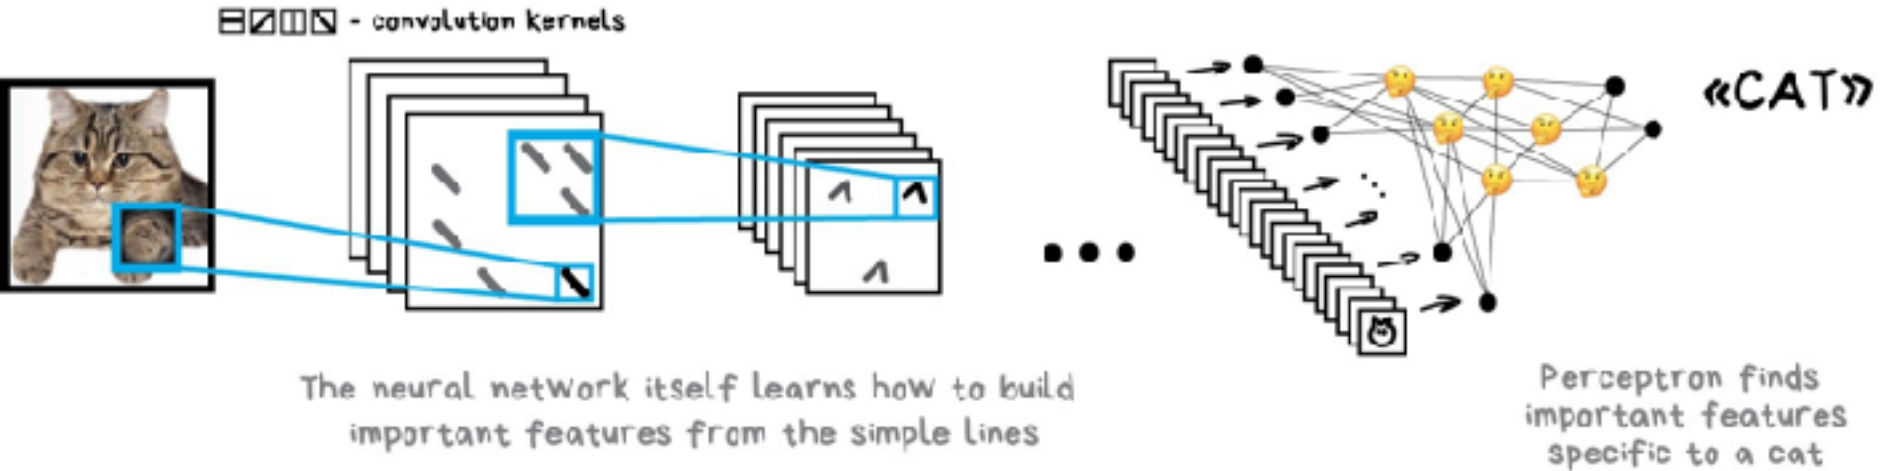 - convolution kernels
«CAT»
The neural network itself learns how to build
important features from the simple lines
Perceptron finds
important features
specific to a cat